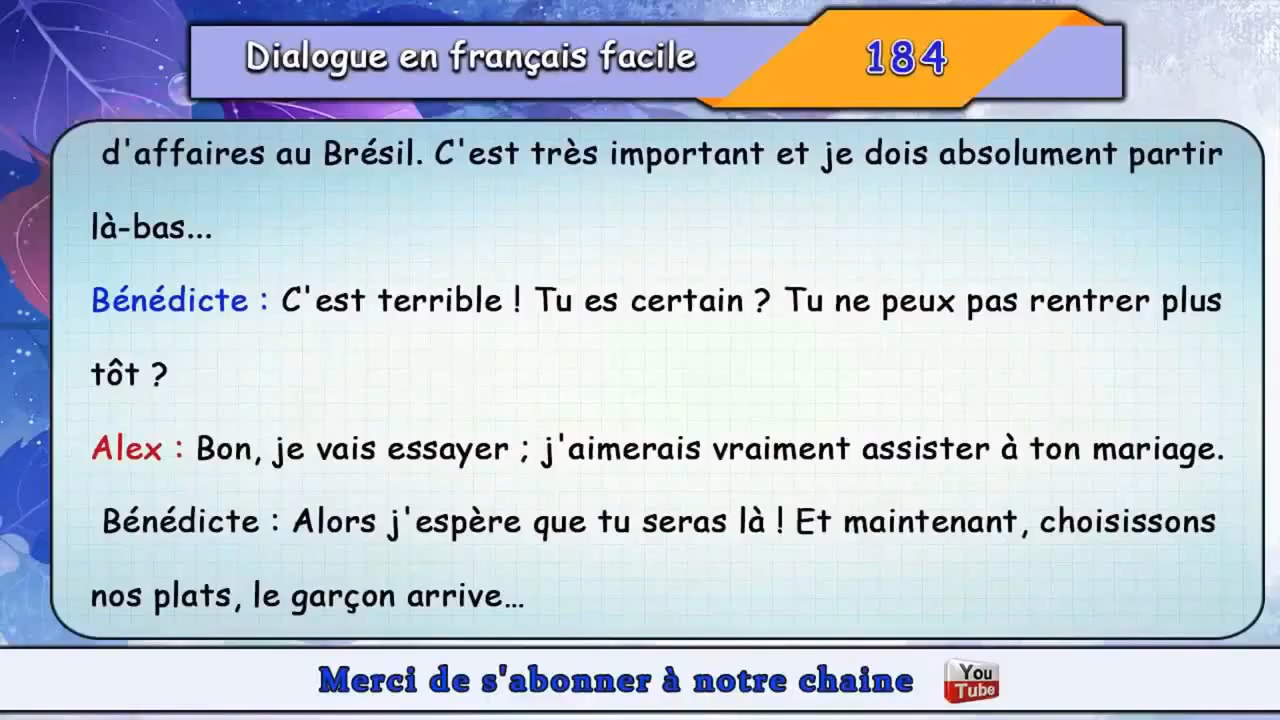 Dialogue en français facile
184
d'affaires au Brésil. C'est très important et je dois absolument partir
là-bas...
Bénédicte : C'est terrible ! Tu es certain ? Tu ne peux pas rentrer plus
tôt ?
Alex : Bon, je vais essayer ; j'aimerais vraiment assister à ton mariage.
Bénédicte : Alors j'espère que tu seras là ! Et maintenant, choisissons
nos plats, le garçon arrive…
Merci de s'abonner à notre chaine
You
Tube